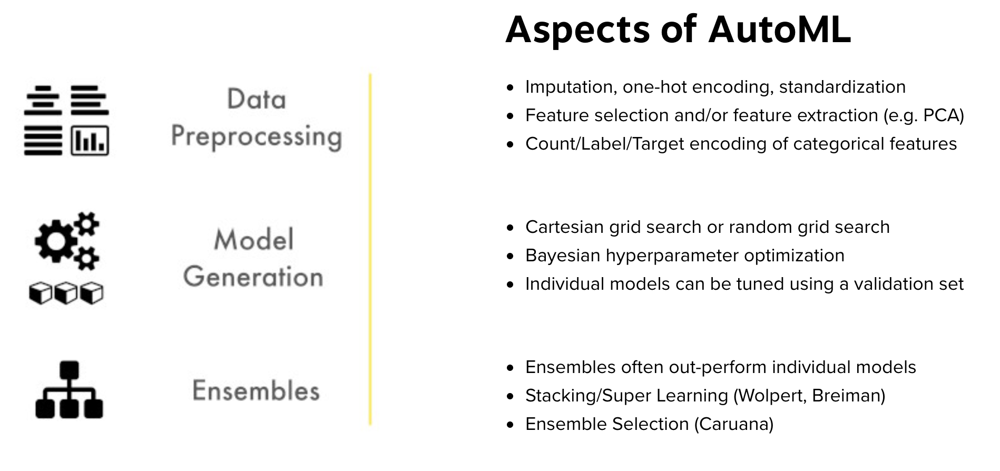 Aspects of AutoML
Data
Preprocessing
• Imputation, one-hot encoding, standardization
• Feature selection and/or feature extraction (e.g. PCA)
• Count/Label/Target encoding of categorical features
Model
Generation
• Cartesian grid search or random grid search
• Bayesian hyperparameter optimization
• Individual models can be tuned using a validation set
Ensembles
• Ensembles often out-perform individual models
• Stacking/Super Learning (Wolpert, Breiman)
• Ensemble Selection (Caruana)